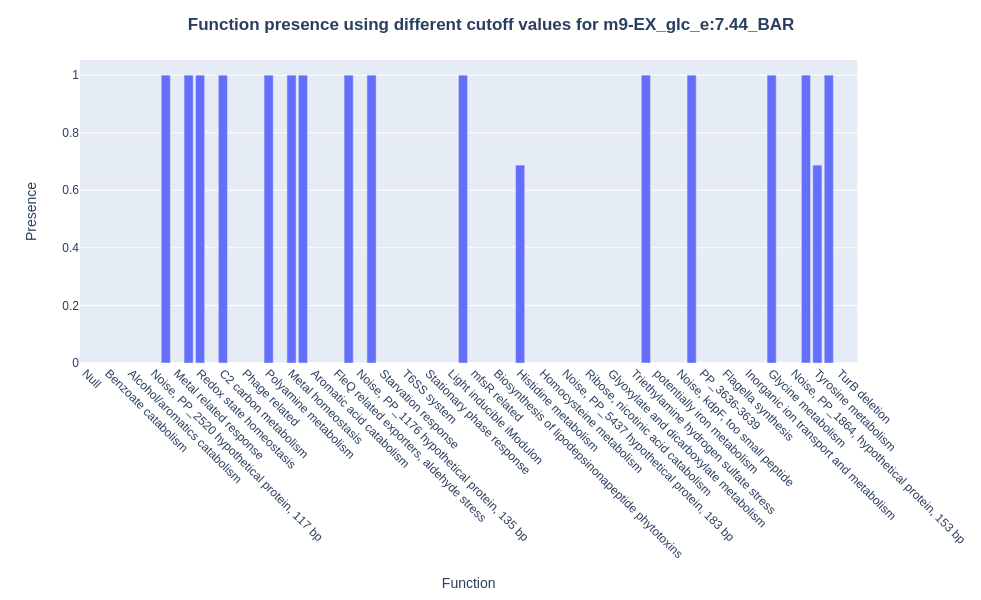 Function presence using different cutoff values for m9-EX_glc_e:7.44_BAR
Presence
1
0.8
0.6
0.4
0.2
0
Null
Benzoate catabolism
Alcohol/aromatics catabolism
Noise, PP_2520 hypothetical protein, 117 bp
Metal related response
Redox state homeostasis
C2 carbon metabolism
Phage related
Polyamine metabolism
Metal homestasis
Aromatic acid catabolism
FleQ related exporters, aldehyde stress
Noise, PP_1176 hypothetical protein, 135 bp
Starvation response
T6SS system
Stationary phase response
Light inducible iModulon
mfsR related
Biosynthesis of lipodepsinonapeptide phytotoxins
Histidine metabolism
Homocysteine metabolism
Noise, PP_5437 hypothetical protein, 183 bp
Ribose, nicotinic acid catabolism
Glyoxylate and dicarboxylate metabolism
Triethylamine hydrogen sulfate stress
potentially iron metabolism
Noise, kdpF, too small peptide
PP_3636-3639
Flagella synthesis
Inorganic ion transport and metabolism
Glycine metabolism
Noise, PP_1864, hypothetical protein, 153 bp
Tyrosine metabolism
TurB deletion
Function